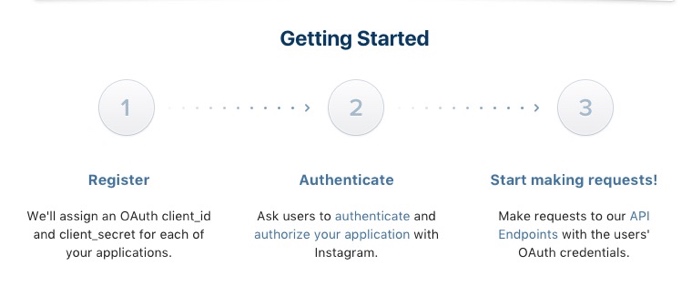 Getting Started
1
2
3
Register
Authenticate
Start making requests!
We'll assign an OAuth client_id
and client_secret for each of
your applications.
Ask users to authenticate and
authorize your application with
Instagram.
Make requests to our API
Endpoints with the users'
OAuth credentials.